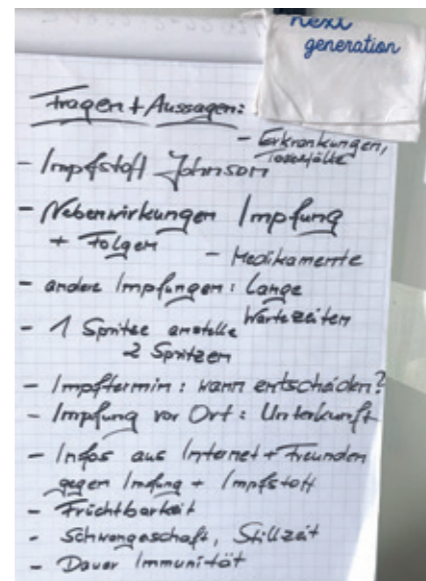 next
generation
Fragen + Aussagen:
- Erkrankungen,
Todesfälle
- Impfstoff Johnson
- Nebenwirkungen Impfung
+ Folgen
- Medikamente
- andere Impfungen: Lange
Wartezeiten
- 1 Spritze anstelle
2 Spritzen
- Impftermin: wann entscheiden?
- Impfung vor Ort: Unterkunft
- Infos aus Internet + Freunden
gegen Impfung + Impfstoff
- Fruchtbarkeit
- Schwangeschaft, Stillzeit
- Dauer Immunität